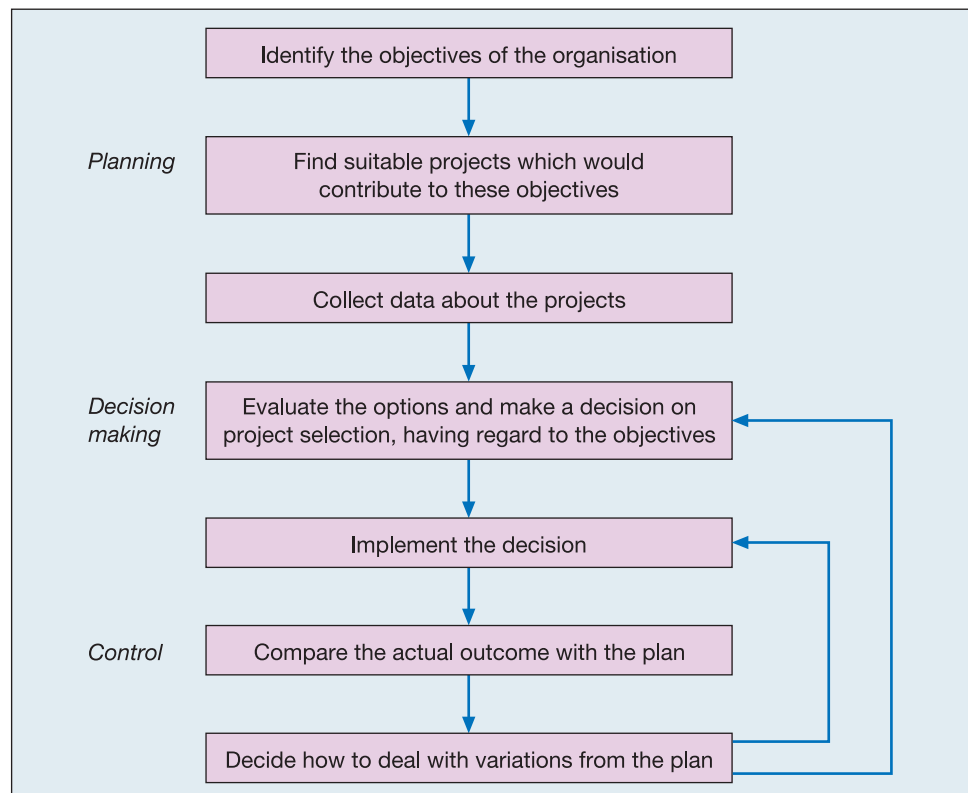 Identify the objectives of the organisation
Planning
Find suitable projects which would
contribute to these objectives
Collect data about the projects
Decision
making
Evaluate the options and make a decision on
project selection, having regard to the objectives
Implement the decision
Control
Compare the actual outcome with the plan
Decide how to deal with variations from the plan